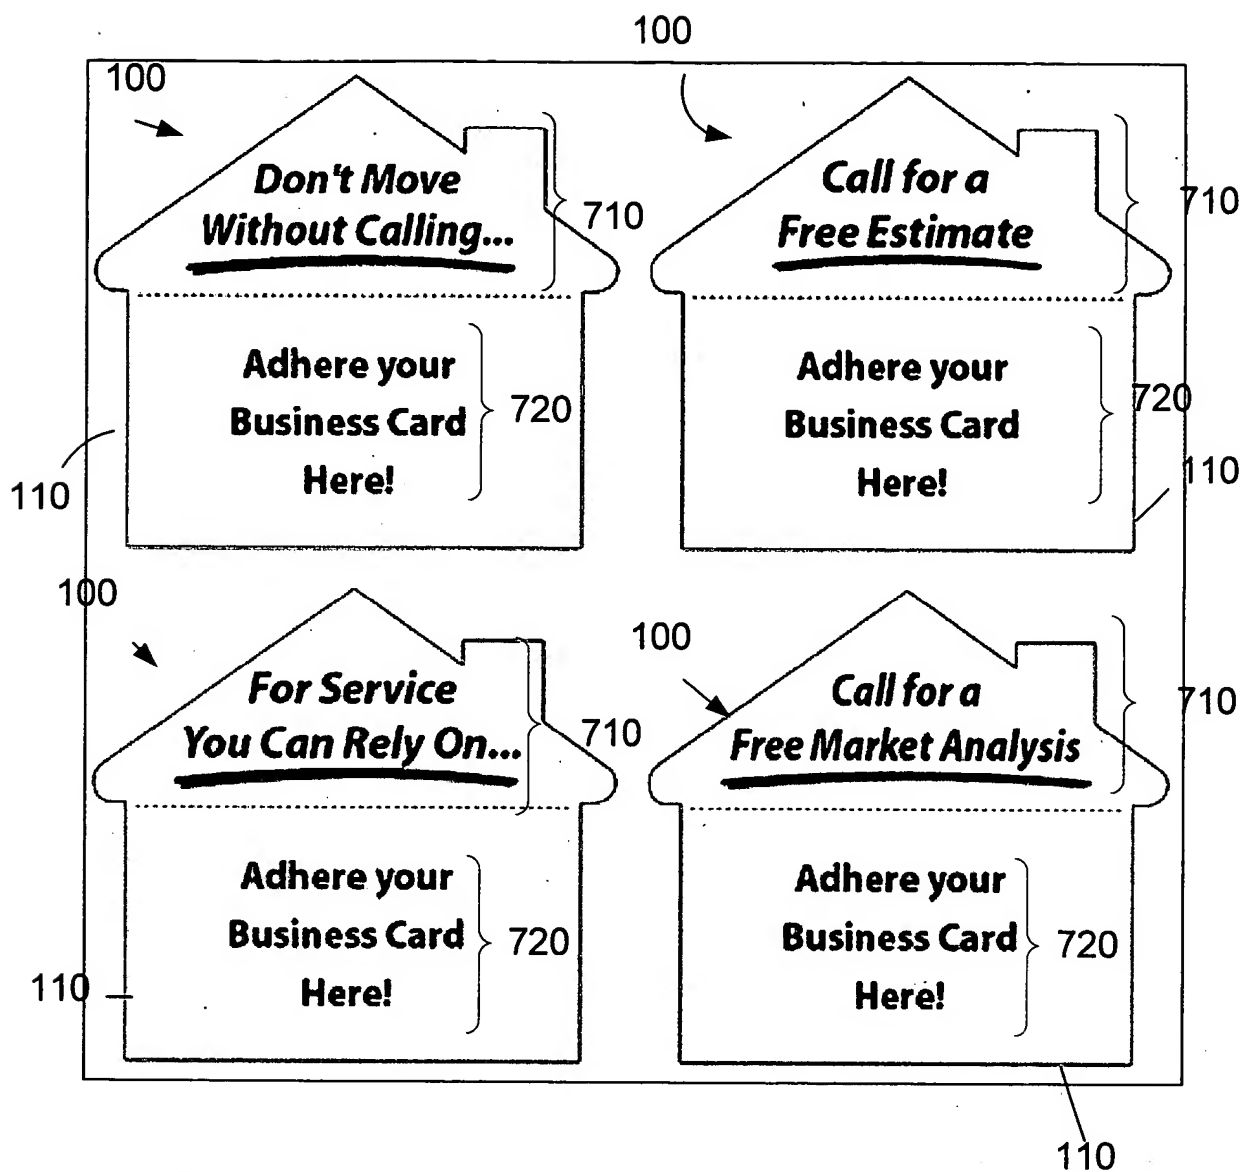 100
100
Don't Move
Without Calling...
710
Call for a
Free Estimate
710
Adhere your
Business Card
Here!
720
110
Adhere your
Business Card
Here!
720
110
100
For Service
You Can Rely On...
710
100
Call for a
Free Market Analysis
710
Adhere your
Business Card
Here!
720
110
Adhere your
Business Card
Here!
720
110